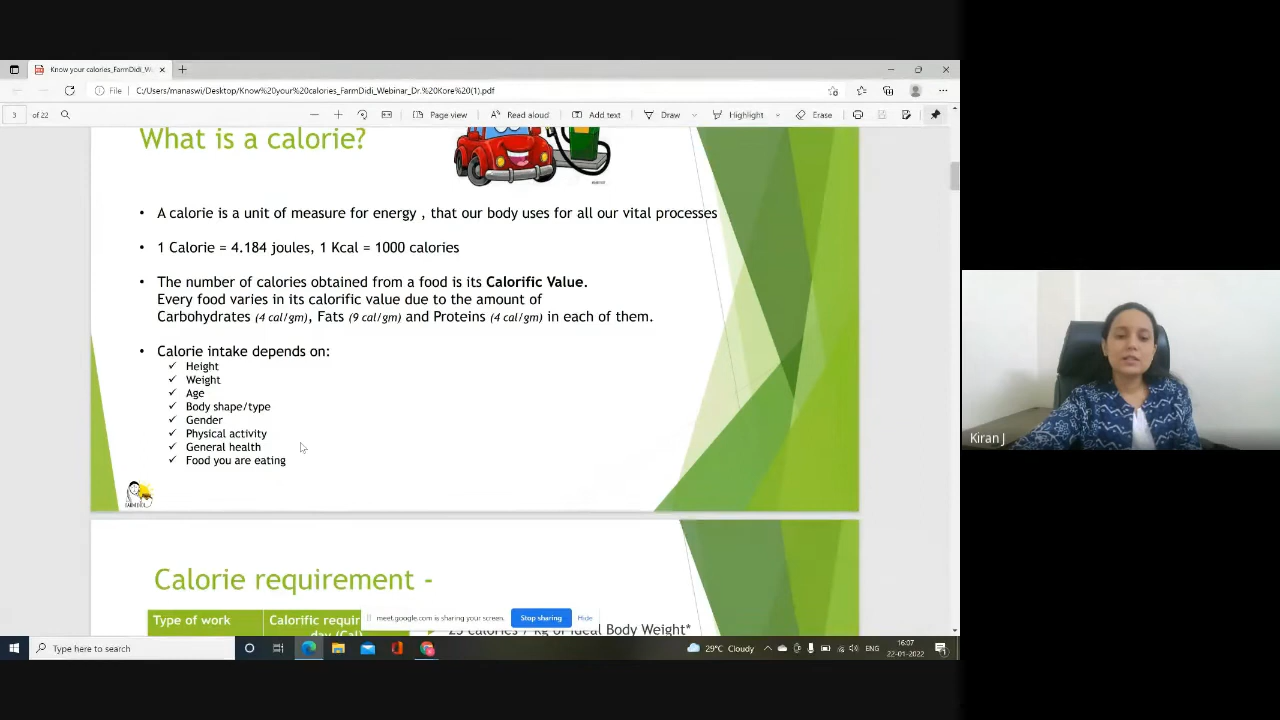 Know your calories_FarmDidi_We
File
C:/Users/manaswi/Desktop/Know%20your%20calories_FarmDidi_Webinar_Dr.%20Kore%20(1).pdf
3 of 22
Page view
Read aloud
Add text
Draw
Highlight
Erase
What is a calorie?
• A calorie is a unit of measure for energy , that our body uses for all our vital processes
• 1 Calorie = 4.184 joules, 1 Kcal = 1000 calories
• The number of calories obtained from a food is its Calorific Value.
Every food varies in its calorific value due to the amount of
Carbohydrates (4 cal/gm), Fats (9 cal/gm) and Proteins (4 cal/gm) in each of them.
• Calorie intake depends on:
✓ Height
✓ Weight
✓ Age
✓ Body shape/type
✓ Gender
✓ Physical activity
✓ General health
✓ Food you are eating
FARMDIDI
Kiran J
Calorie requirement -
Type of work
Calorific requir
day (Cal)
meet.google.com is sharing your screen.
Stop sharing
Hide
Body Weight*
Type here to search
29°C Cloudy
ENG
16:07
22-01-2022